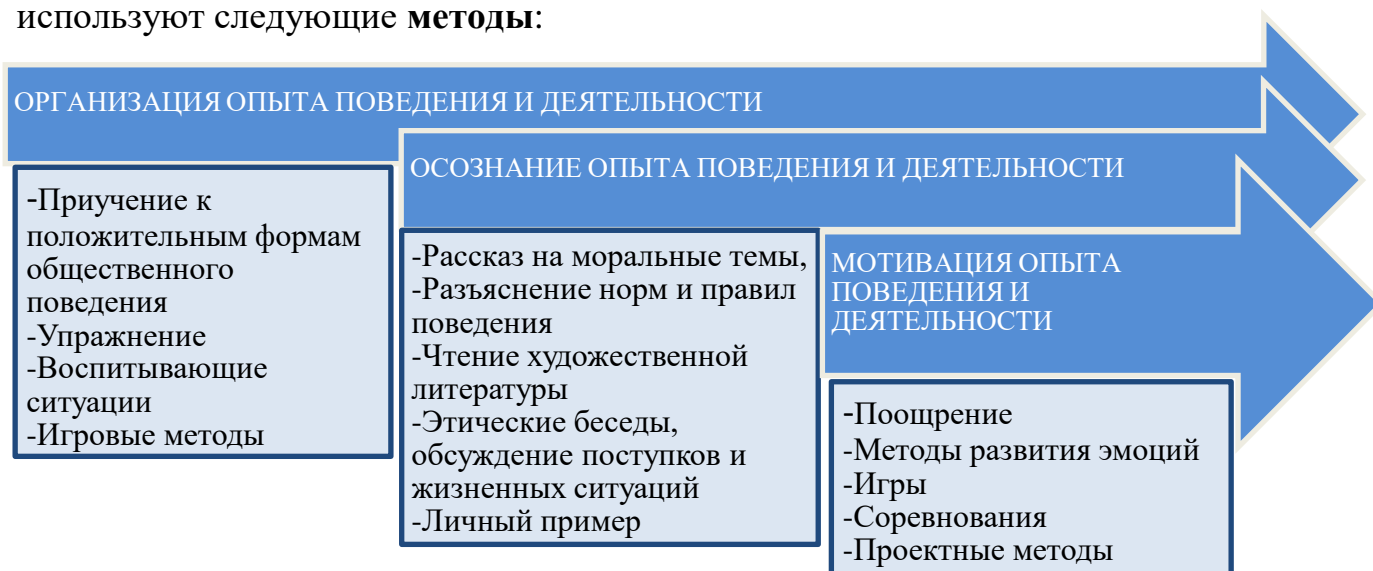 используют следующие методы:
ОРГАНИЗАЦИЯ ОПЫТА ПОВЕДЕНИЯ И ДЕЯТЕЛЬНОСТИ
-Приучение к
положительным формам
общественного
поведения
-Упражнение
-Воспитывающие
ситуации
-Игровые методы
ОСОЗНАНИЕ ОПЫТА ПОВЕДЕНИЯ И ДЕЯТЕЛЬНОСТИ
-Рассказ на моральные темы,
-Разъяснение норм и правил
поведения
-Чтение художественной
литературы
-Этические беседы,
обсуждение поступков и
жизненных ситуаций
-Личный пример
МОТИВАЦИЯ ОПЫТА
ПОВЕДЕНИЯ И
ДЕЯТЕЛЬНОСТИ
-Поощрение
-Методы развития эмоций
-Игры
-Соревнования
-Проектные методы